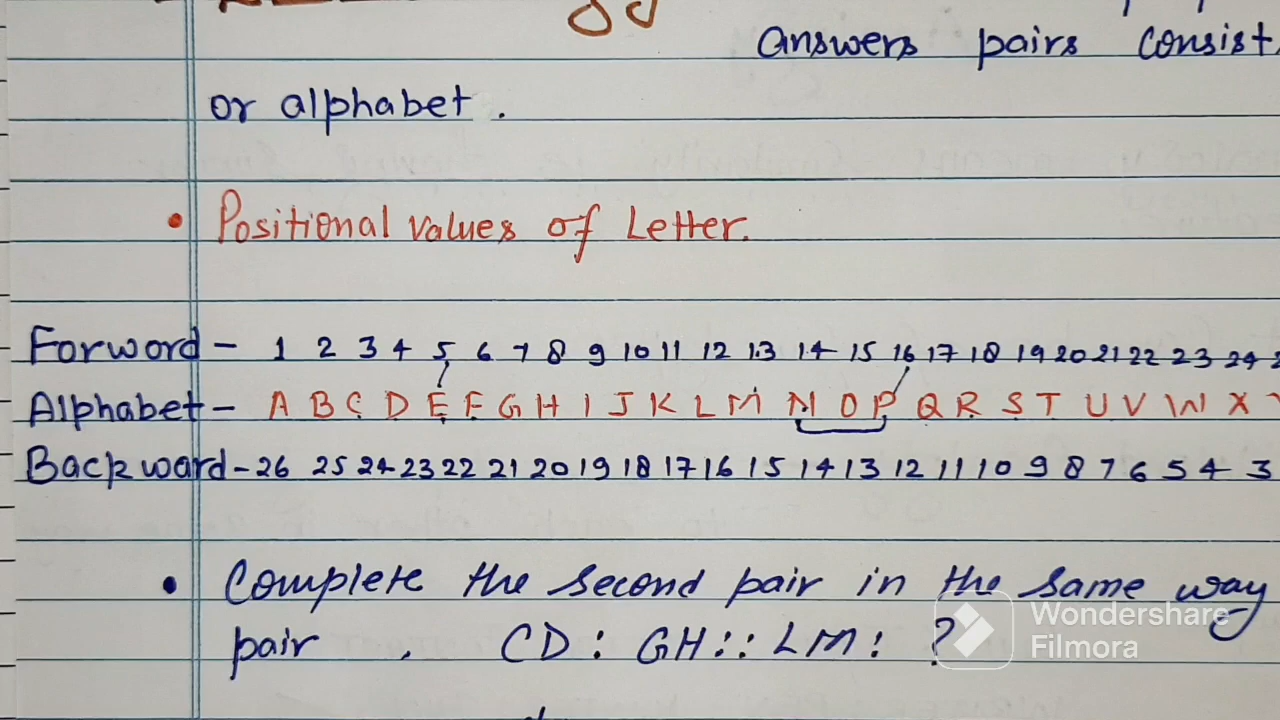 answers pairs consist
or alphabet.
• Positional values of Letter.
Forword - 1 2 3 4 5 6 7 8 9 10 11 12 13 14 15 16 17 18 19 20 21 22 23 24
Alphabet - A B C D E F G H I J K L M N O P Q R S T U V W X
Backward - 26 25 24 23 22 21 20 19 18 17 16 15 14 13 12 11 10 9 8 7 6 5 4 3
• Complete the second pair in the same way
pair , CD : GH :: LM : ?
Wondershare
Filmora